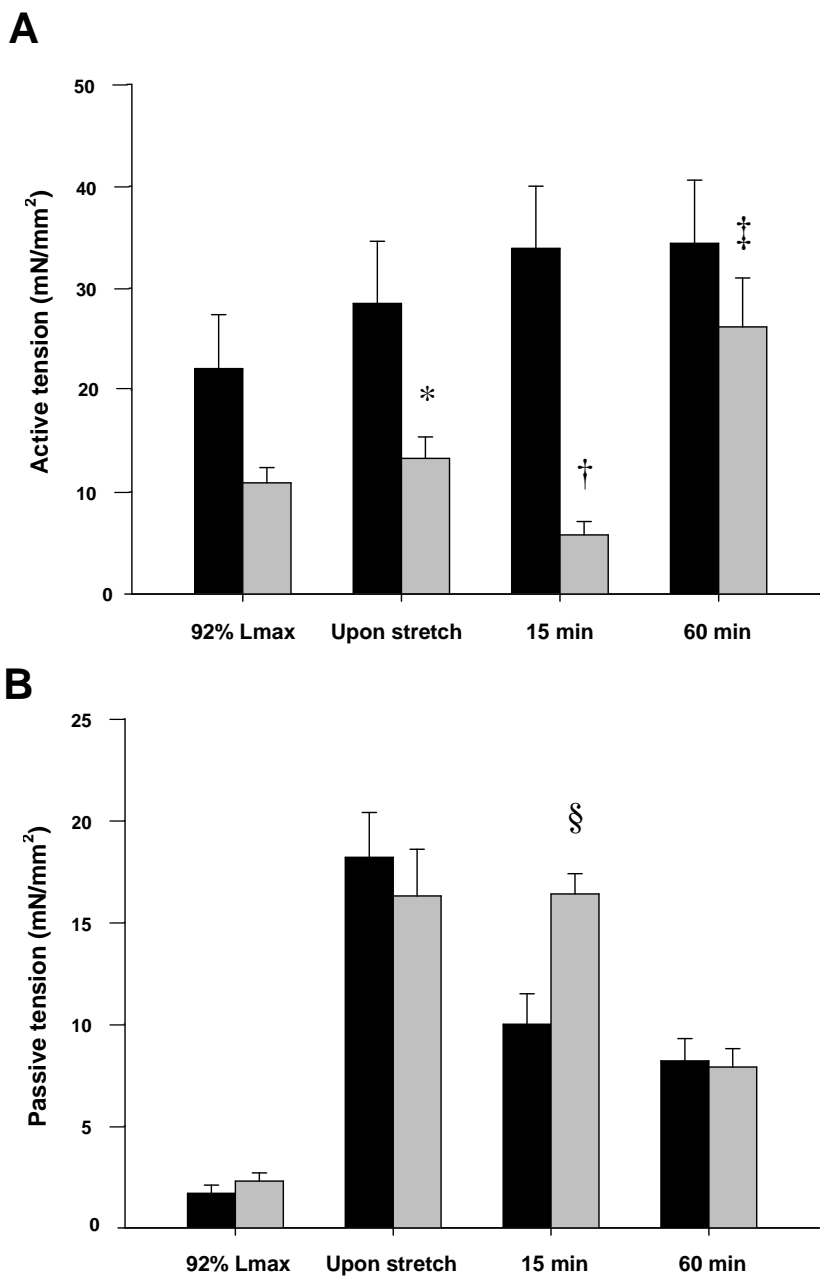 A
Active tension (mN/mm²)
50
40
30
20
10
0
*
†
‡
92% Lmax Upon stretch 15 min 60 min
B
Passive tension (mN/mm²)
25
20
15
10
5
0
§
92% Lmax Upon stretch 15 min 60 min